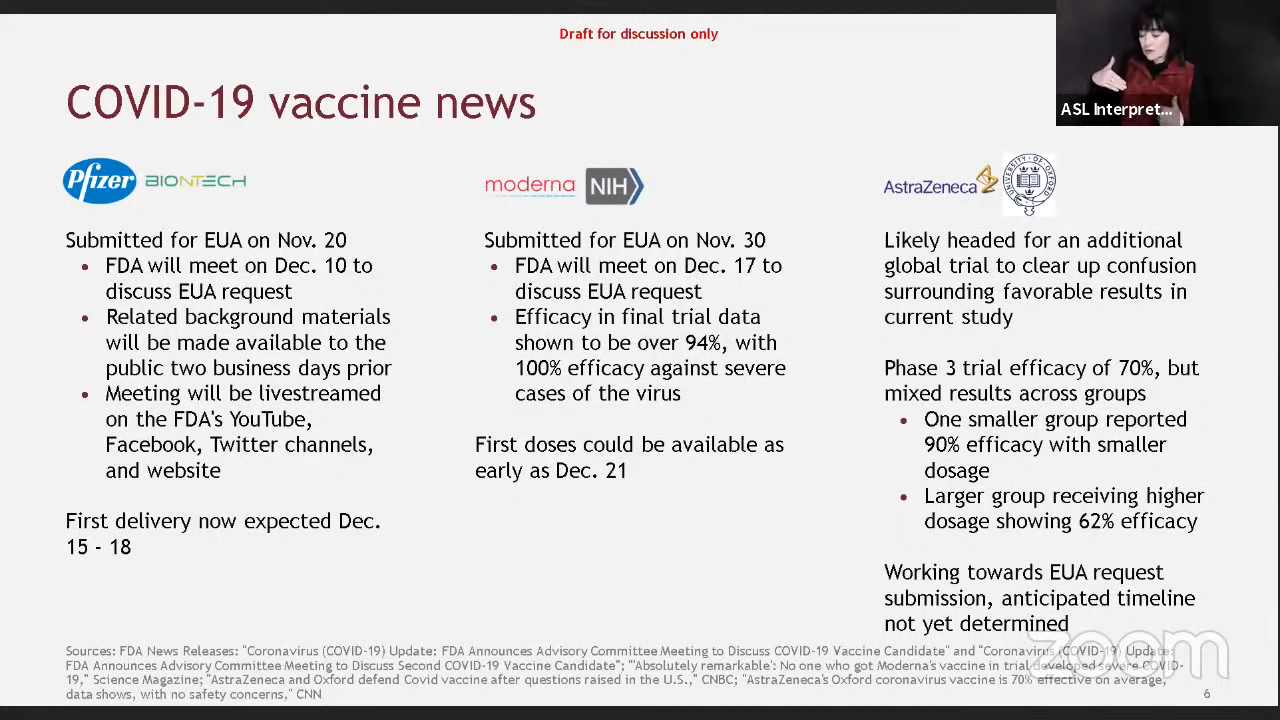 Draft for discussion only
ASL Interpret...
COVID-19 vaccine news
Pfizer BIONTECH
Submitted for EUA on Nov. 20
• FDA will meet on Dec. 10 to
discuss EUA request
• Related background materials
will be made available to the
public two business days prior
• Meeting will be livestreamed
on the FDA's YouTube,
Facebook, Twitter channels,
and website
First delivery now expected Dec.
15 - 18
moderna NIH
Submitted for EUA on Nov. 30
• FDA will meet on Dec. 17 to
discuss EUA request
• Efficacy in final trial data
shown to be over 94%, with
100% efficacy against severe
cases of the virus
First doses could be available as
early as Dec. 21
AstraZeneca UNIVERSITY OF OXFORD
Likely headed for an additional
global trial to clear up confusion
surrounding favorable results in
current study
Phase 3 trial efficacy of 70%, but
mixed results across groups
• One smaller group reported
90% efficacy with smaller
dosage
• Larger group receiving higher
dosage showing 62% efficacy
Working towards EUA request
submission, anticipated timeline
not yet determined
Sources: FDA News Releases: "Coronavirus (COVID-19) Update: FDA Announces Advisory Committee Meeting to Discuss COVID-19 Vaccine Candidate" and "Coronavirus (COVID-19) Update:
FDA Announces Advisory Committee Meeting to Discuss Second COVID-19 Vaccine Candidate"; "'Absolutely remarkable': No one who got Moderna's vaccine in trial developed severe COVID-
19," Science Magazine; "AstraZeneca and Oxford defend Covid vaccine after questions raised in the U.S.," CNBC; "AstraZeneca's Oxford coronavirus vaccine is 70% effective on average,
data shows, with no safety concerns," CNN
zoom
6